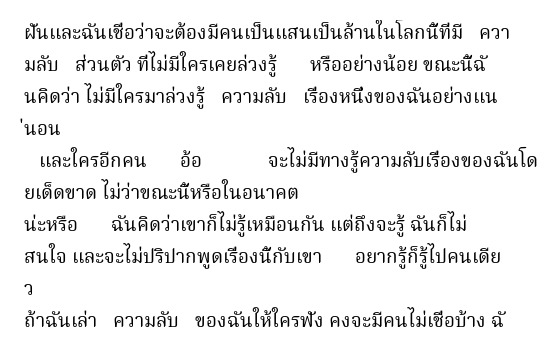 ฝันและฉันเชื่อว่าจะต้องมีคนเป็นแสนเป็นล้านในโลกนี้ที่มี ควา
มลับ ส่วนตัว ที่ไม่มีใครเคยล่วงรู้ หรืออย่างน้อย ขณะนี้ฉั
นคิดว่า ไม่มีใครมาล่วงรู้ ความลับ เรื่องหนึ่งของฉันอย่างแน
่นอน
และใครอีกคน อ้อ จะไม่มีทางรู้ความลับเรื่องของฉันโด
ยเด็ดขาด ไม่ว่าขณะนี้หรือในอนาคต
น่ะหรือ ฉันคิดว่าเขาก็ไม่รู้เหมือนกัน แต่ถึงจะรู้ ฉันก็ไม่
สนใจ และจะไม่ปริปากพูดเรื่องนี้กับเขา อยากรู้ก็รู้ไปคนเดีย
ว
ถ้าฉันเล่า ความลับ ของฉันให้ใครฟัง คงจะมีคนไม่เชื่อบ้าง ฉั